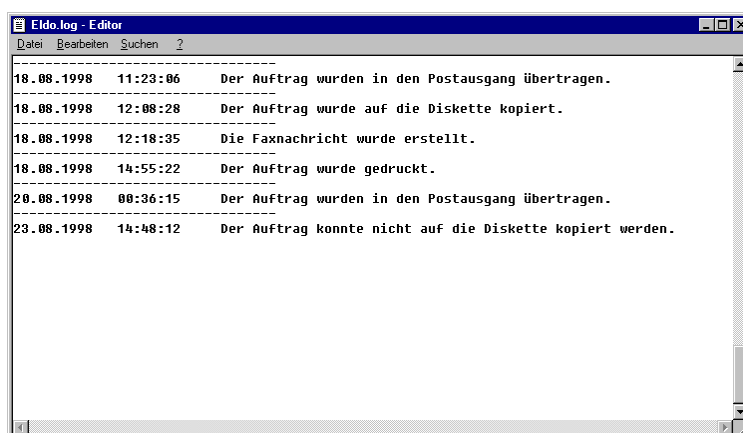 Eldo.log - Editor
Datei Bearbeiten Suchen ?
---------------------------------
18.08.1998 11:23:06 Der Auftrag wurden in den Postausgang übertragen.
---------------------------------
18.08.1998 12:08:28 Der Auftrag wurde auf die Diskette kopiert.
---------------------------------
18.08.1998 12:18:35 Die Faxnachricht wurde erstellt.
---------------------------------
18.08.1998 14:55:22 Der Auftrag wurde gedruckt.
---------------------------------
20.08.1998 00:36:15 Der Auftrag wurden in den Postausgang übertragen.
---------------------------------
23.08.1998 14:48:12 Der Auftrag konnte nicht auf die Diskette kopiert werden.